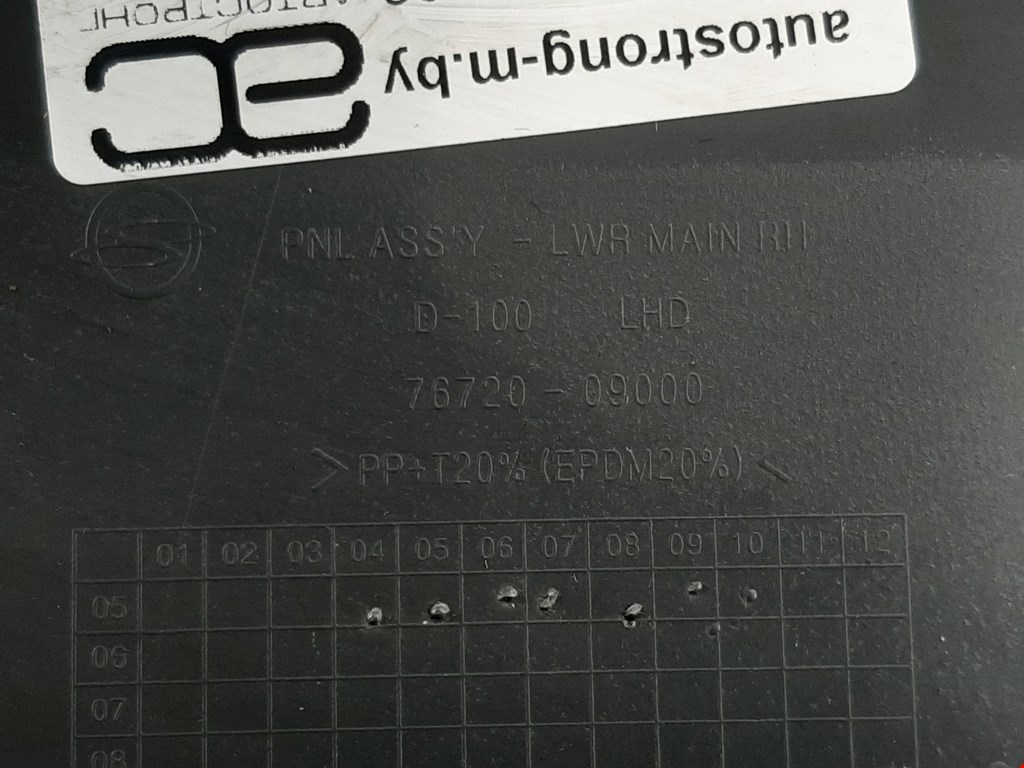 АВТОСТРОНГ
autostrong-m.by
PNL ASS'Y - LWR MAIN RH
D-100 LHD
76720 - 09000
>PP+T20% (EPDM20%)<
01 02 03 04 05 06 07 08 09 10 11 12
05
06
07
08